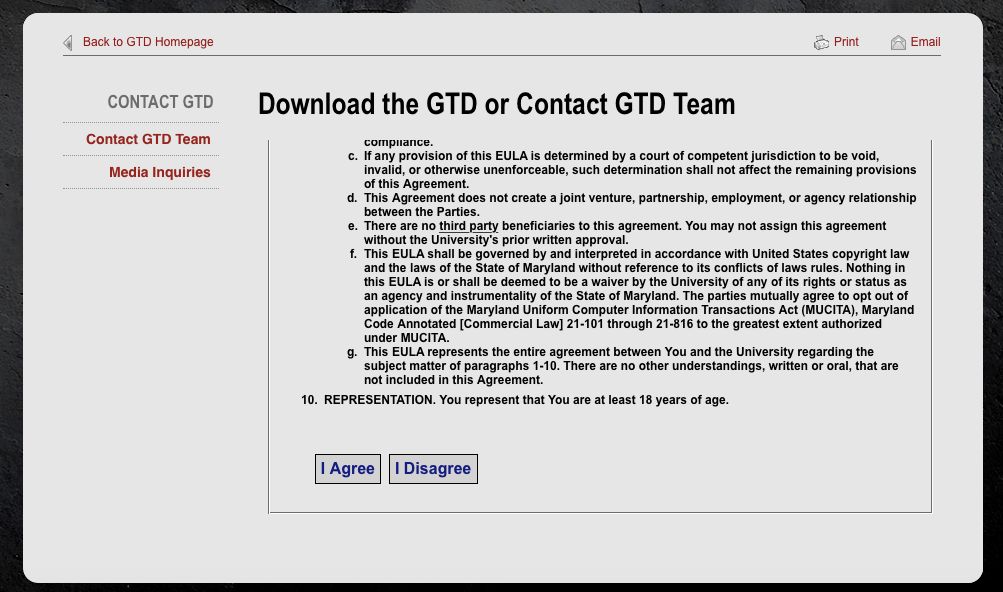 Back to GTD Homepage
Print
Email
CONTACT GTD
Contact GTD Team
Media Inquiries
Download the GTD or Contact GTD Team
compliance.
c. If any provision of this EULA is determined by a court of competent jurisdiction to be void,
invalid, or otherwise unenforceable, such determination shall not affect the remaining provisions
of this Agreement.
d. This Agreement does not create a joint venture, partnership, employment, or agency relationship
between the Parties.
e. There are no third party beneficiaries to this agreement. You may not assign this agreement
without the University's prior written approval.
f. This EULA shall be governed by and interpreted in accordance with United States copyright law
and the laws of the State of Maryland without reference to its conflicts of laws rules. Nothing in
this EULA is or shall be deemed to be a waiver by the University of any of its rights or status as
an agency and instrumentality of the State of Maryland. The parties mutually agree to opt out of
application of the Maryland Uniform Computer Information Transactions Act (MUCITA), Maryland
Code Annotated [Commercial Law] 21-101 through 21-816 to the greatest extent authorized
under MUCITA.
g. This EULA represents the entire agreement between You and the University regarding the
subject matter of paragraphs 1-10. There are no other understandings, written or oral, that are
not included in this Agreement.
10. REPRESENTATION. You represent that You are at least 18 years of age.
I Agree
I Disagree